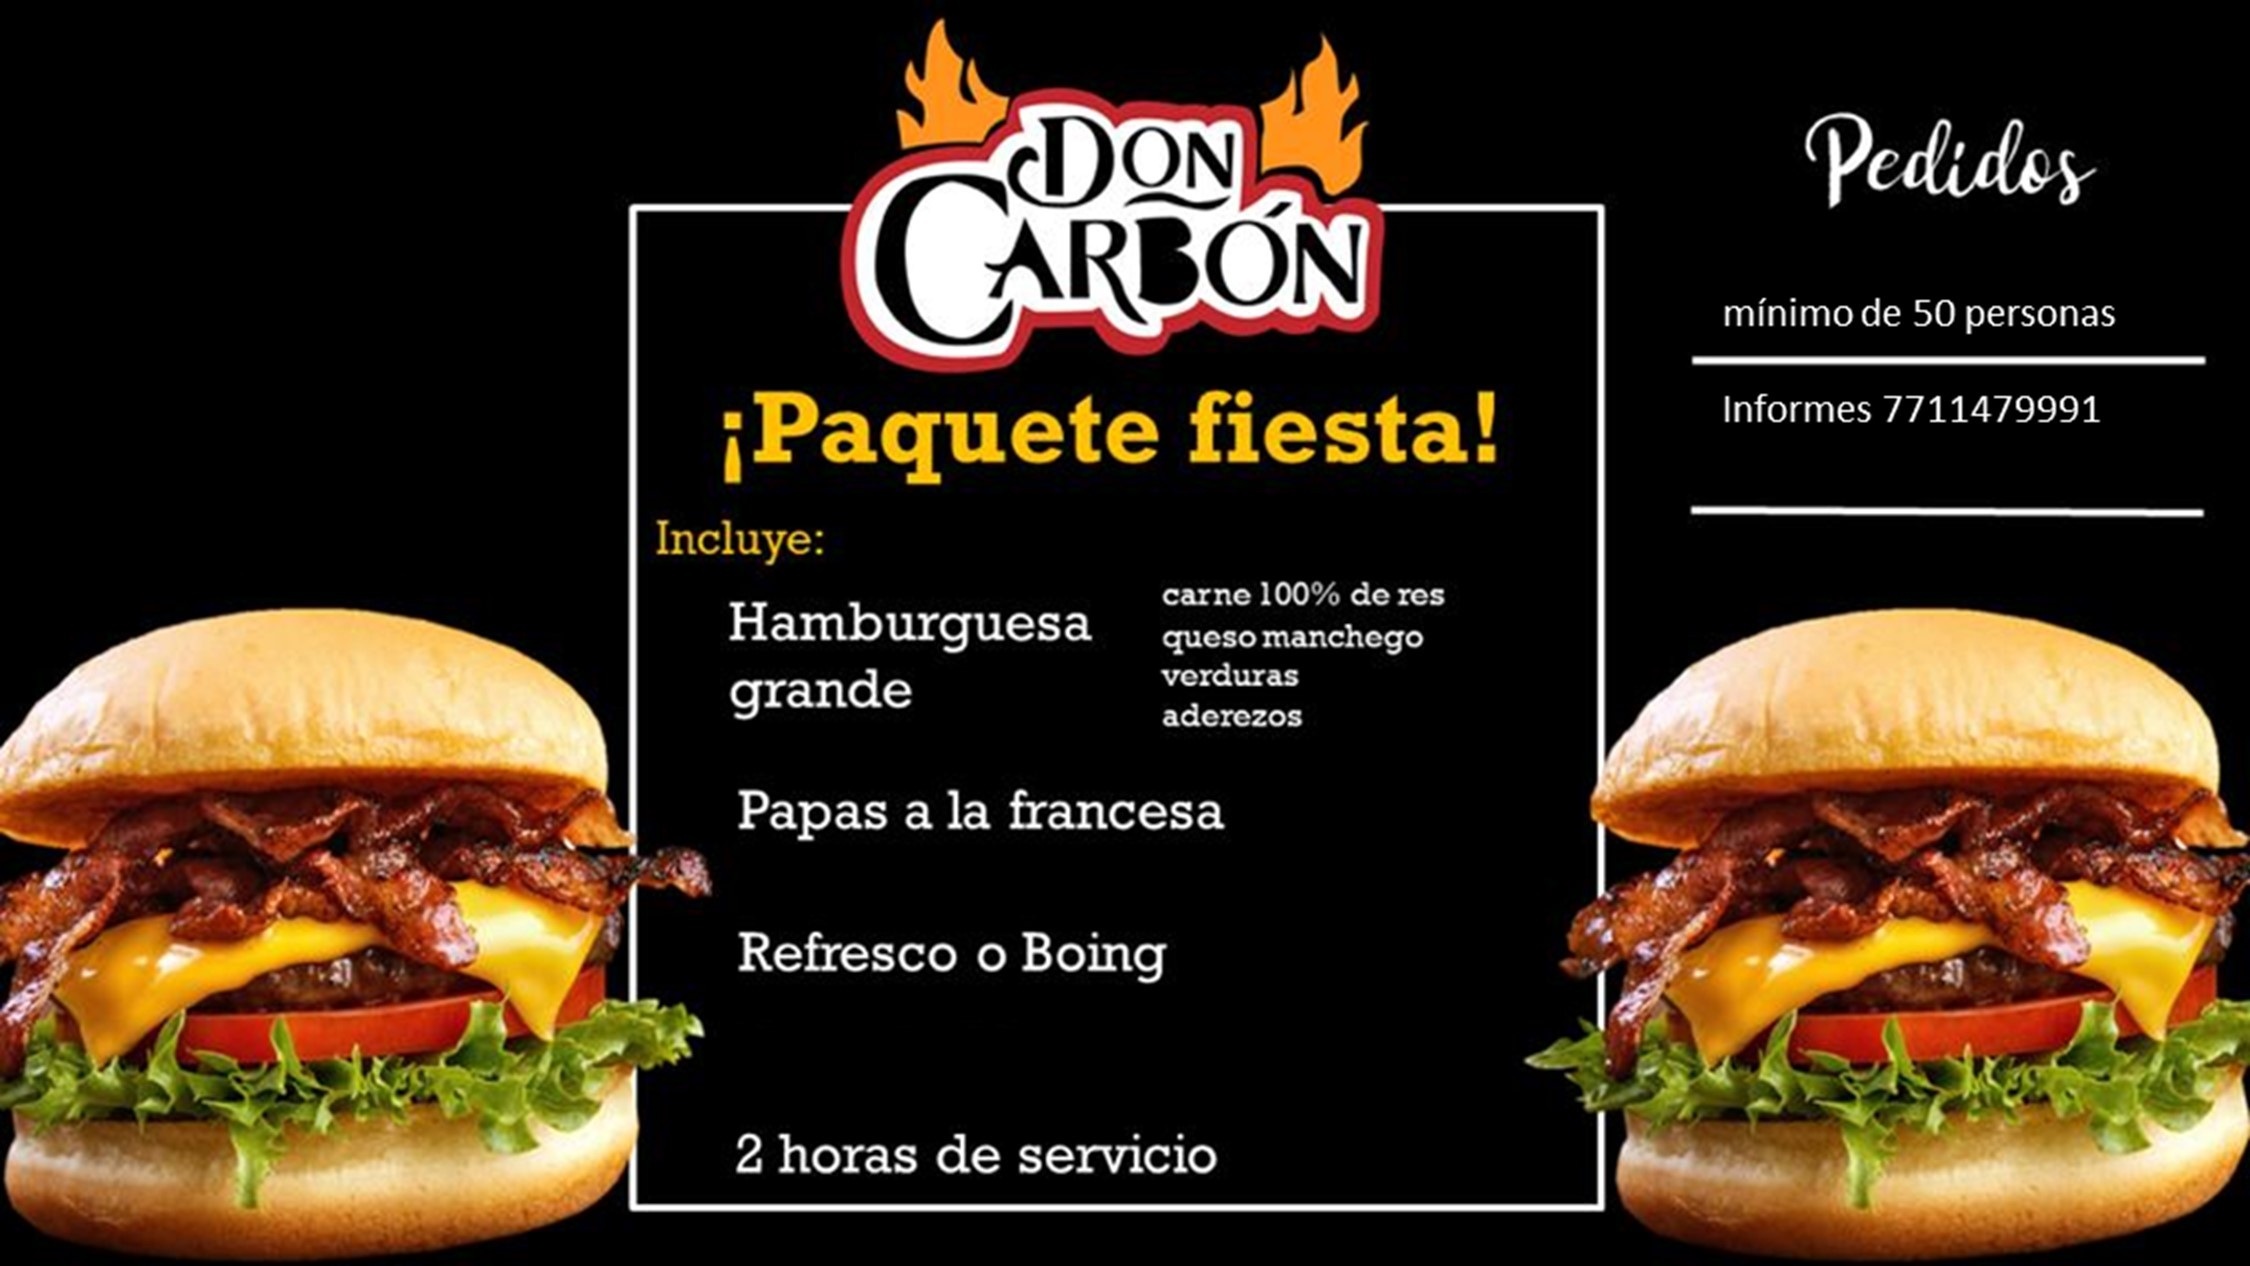 DON
CARBÓN
¡Paquete fiesta!
Incluye:
Hamburguesa
grande
carne 100% de res
queso manchego
verduras
aderezos
Papas a la francesa
Refresco o Boing
2 horas de servicio
Pedidos
mínimo de 50 personas
Informes 7711479991